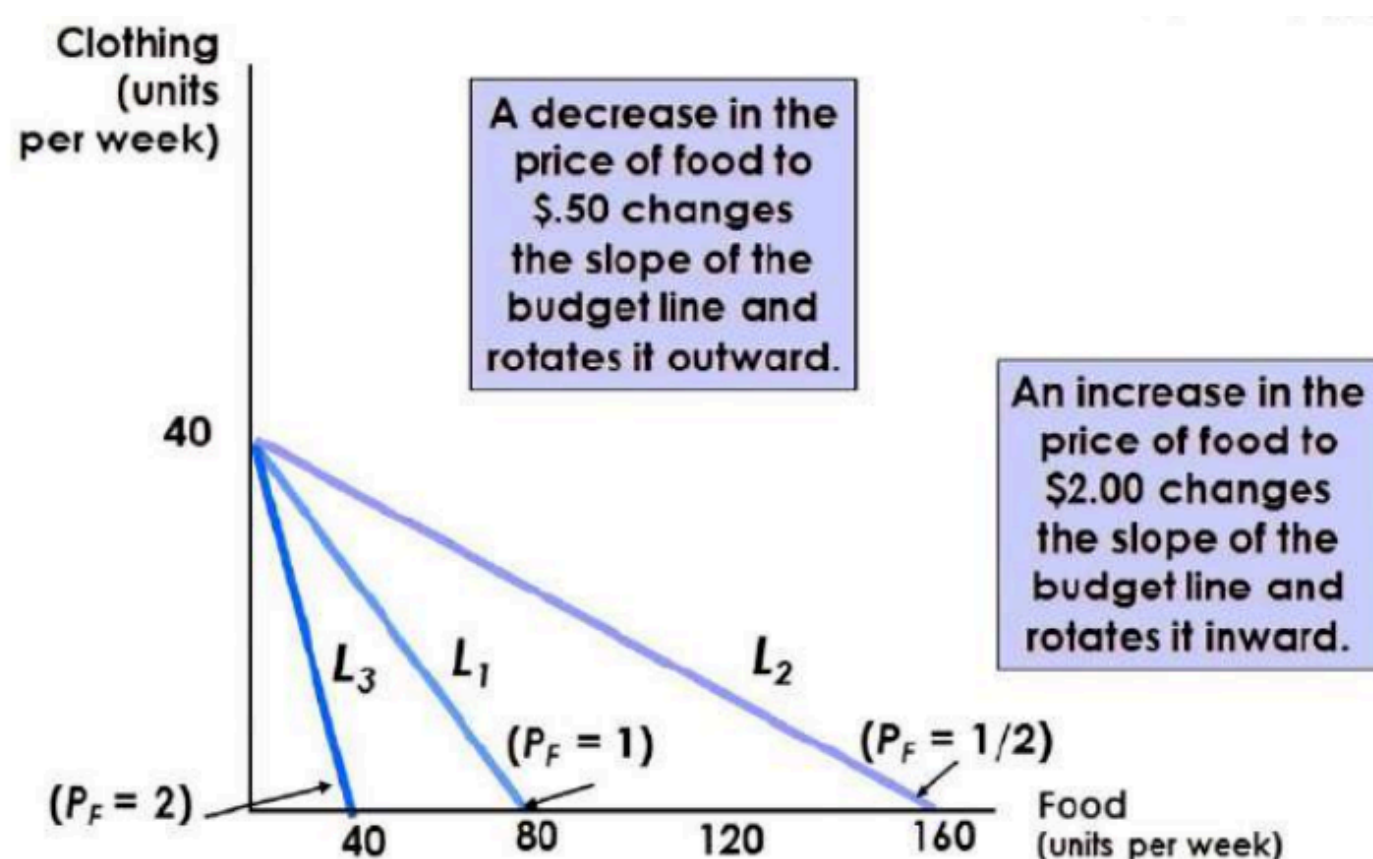 Clothing
(units
per week)
A decrease in the
price of food to
$.50 changes
the slope of the
budget line and
rotates it outward.
An increase in the
price of food to
$2.00 changes
the slope of the
budget line and
rotates it inward.
40
L3
L1
L2
(PF = 2)
(PF = 1)
(PF = 1/2)
40
80
120
160
Food
(units per week)